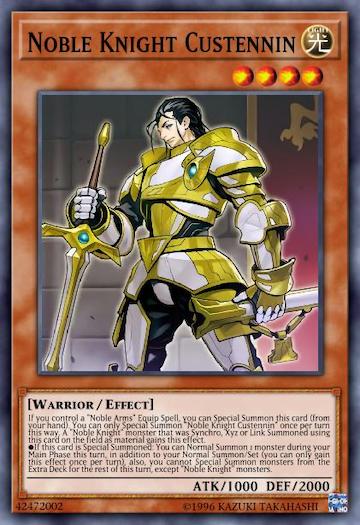 Noble Knight Custennin
LIGHT
光
[Warrior / Effect]
If you control a "Noble Arms" Equip Spell, you can Special Summon this card (from
your hand). You can only Special Summon "Noble Knight Custennin" once per turn
this way. A "Noble Knight" monster that was Synchro, Xyz or Link Summoned using
this card on the field as material gains this effect.
●If this card is Special Summoned: You can Normal Summon 1 monster during your
Main Phase this turn, in addition to your Normal Summon/Set (you can only gain
this effect once per turn), also, you cannot Special Summon monsters from the
Extra Deck for the rest of this turn, except "Noble Knight" monsters.
ATK/1000 DEF/2000
42472002
©1996 KAZUKI TAKAHASHI